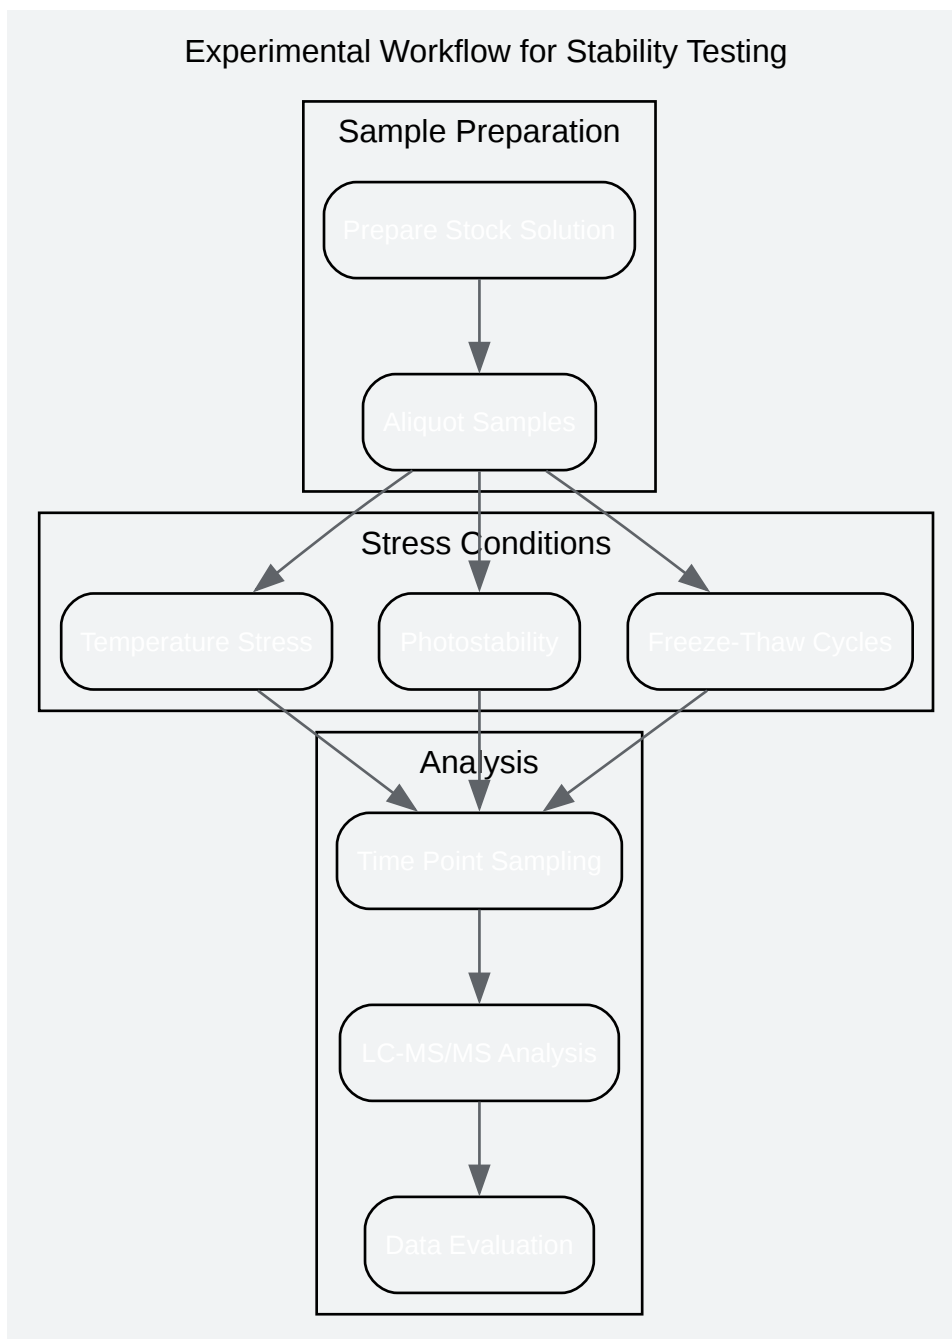 Experimental Workflow for Stability Testing
Sample Preparation
Prepare Stock Solution
Aliquot Samples
Stress Conditions
Temperature Stress
Photostability
Freeze-Thaw Cycles
Analysis
Time Point Sampling
LC-MS/MS Analysis
Data Evaluation